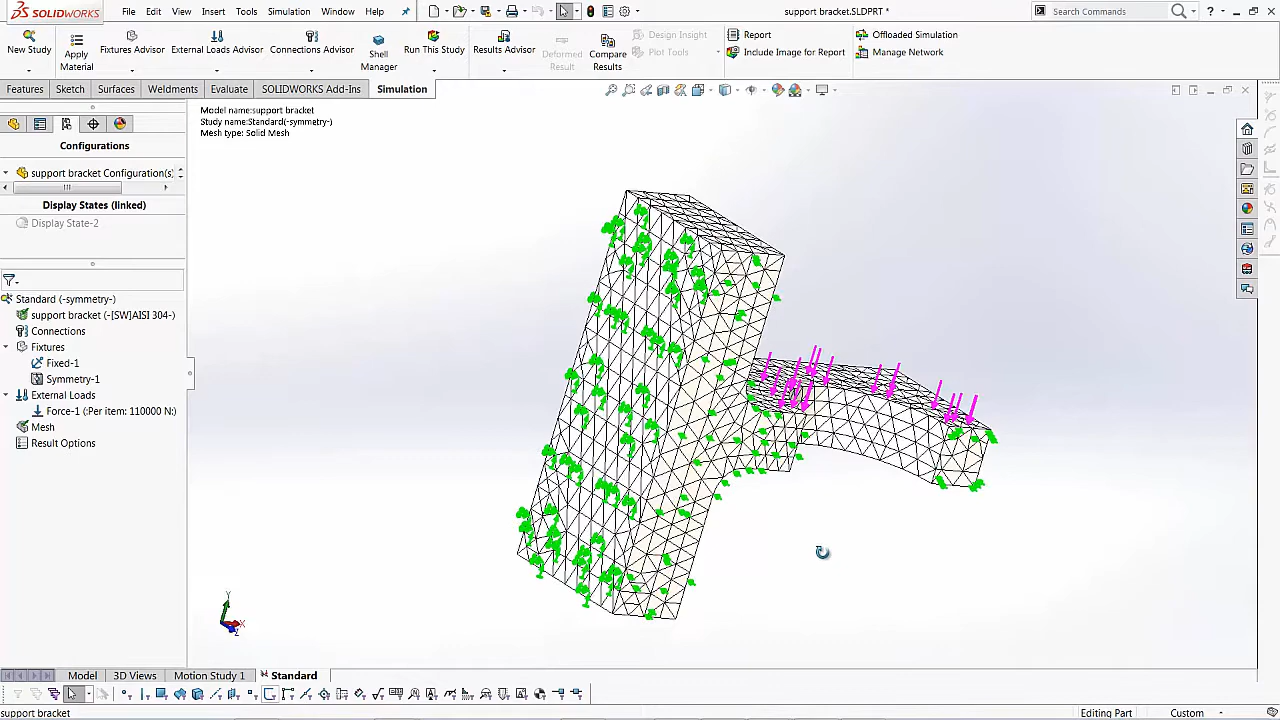 SOLIDWORKS File Edit View Insert Tools Simulation Window Help support bracket.SLDPRT * Search Commands ?
New Study Apply Material Fixtures Advisor External Loads Advisor Connections Advisor Shell Manager Run This Study Results Advisor Deformed Result Compare Results Design Insight Report Offloaded Simulation
Plot Tools Include Image for Report Manage Network
Features Sketch Surfaces Weldments Evaluate SOLIDWORKS Add-Ins Simulation
Model name:support bracket
Study name:Standard(-symmetry-)
Mesh type: Solid Mesh
Configurations
support bracket Configuration(s)
Display States (linked)
Display State-2
Standard (-symmetry-)
support bracket (-[SW]AISI 304-)
Connections
Fixtures
Fixed-1
Symmetry-1
External Loads
Force-1 (:Per item: 110000 N:)
Mesh
Result Options
Y
X
Z
Model 3D Views Motion Study 1 Standard
support bracket Editing Part Custom